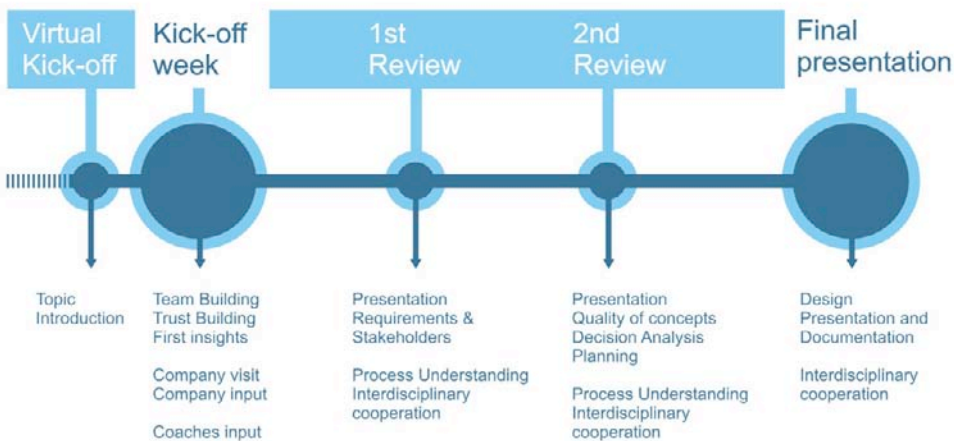 Virtual
Kick-off
Kick-off
week
1st
Review
2nd
Review
Final
presentation
Topic
Introduction
Team Building
Trust Building
First insights
Company visit
Company input
Coaches input
Presentation
Requirements &
Stakeholders
Process Understanding
Interdisciplinary
cooperation
Presentation
Quality of concepts
Decision Analysis
Planning
Process Understanding
Interdisciplinary
cooperation
Design
Presentation and
Documentation
Interdisciplinary
cooperation